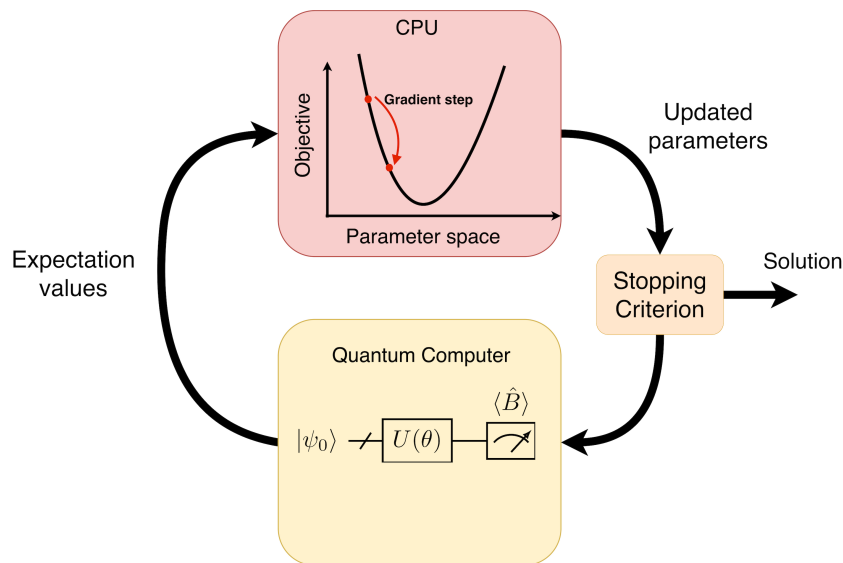 CPU
Gradient step
Objective
Parameter space
Updated
parameters
Expectation
values
Stopping
Criterion
Solution
Quantum Computer
⟨B̂⟩
|ψ₀⟩
U(θ)